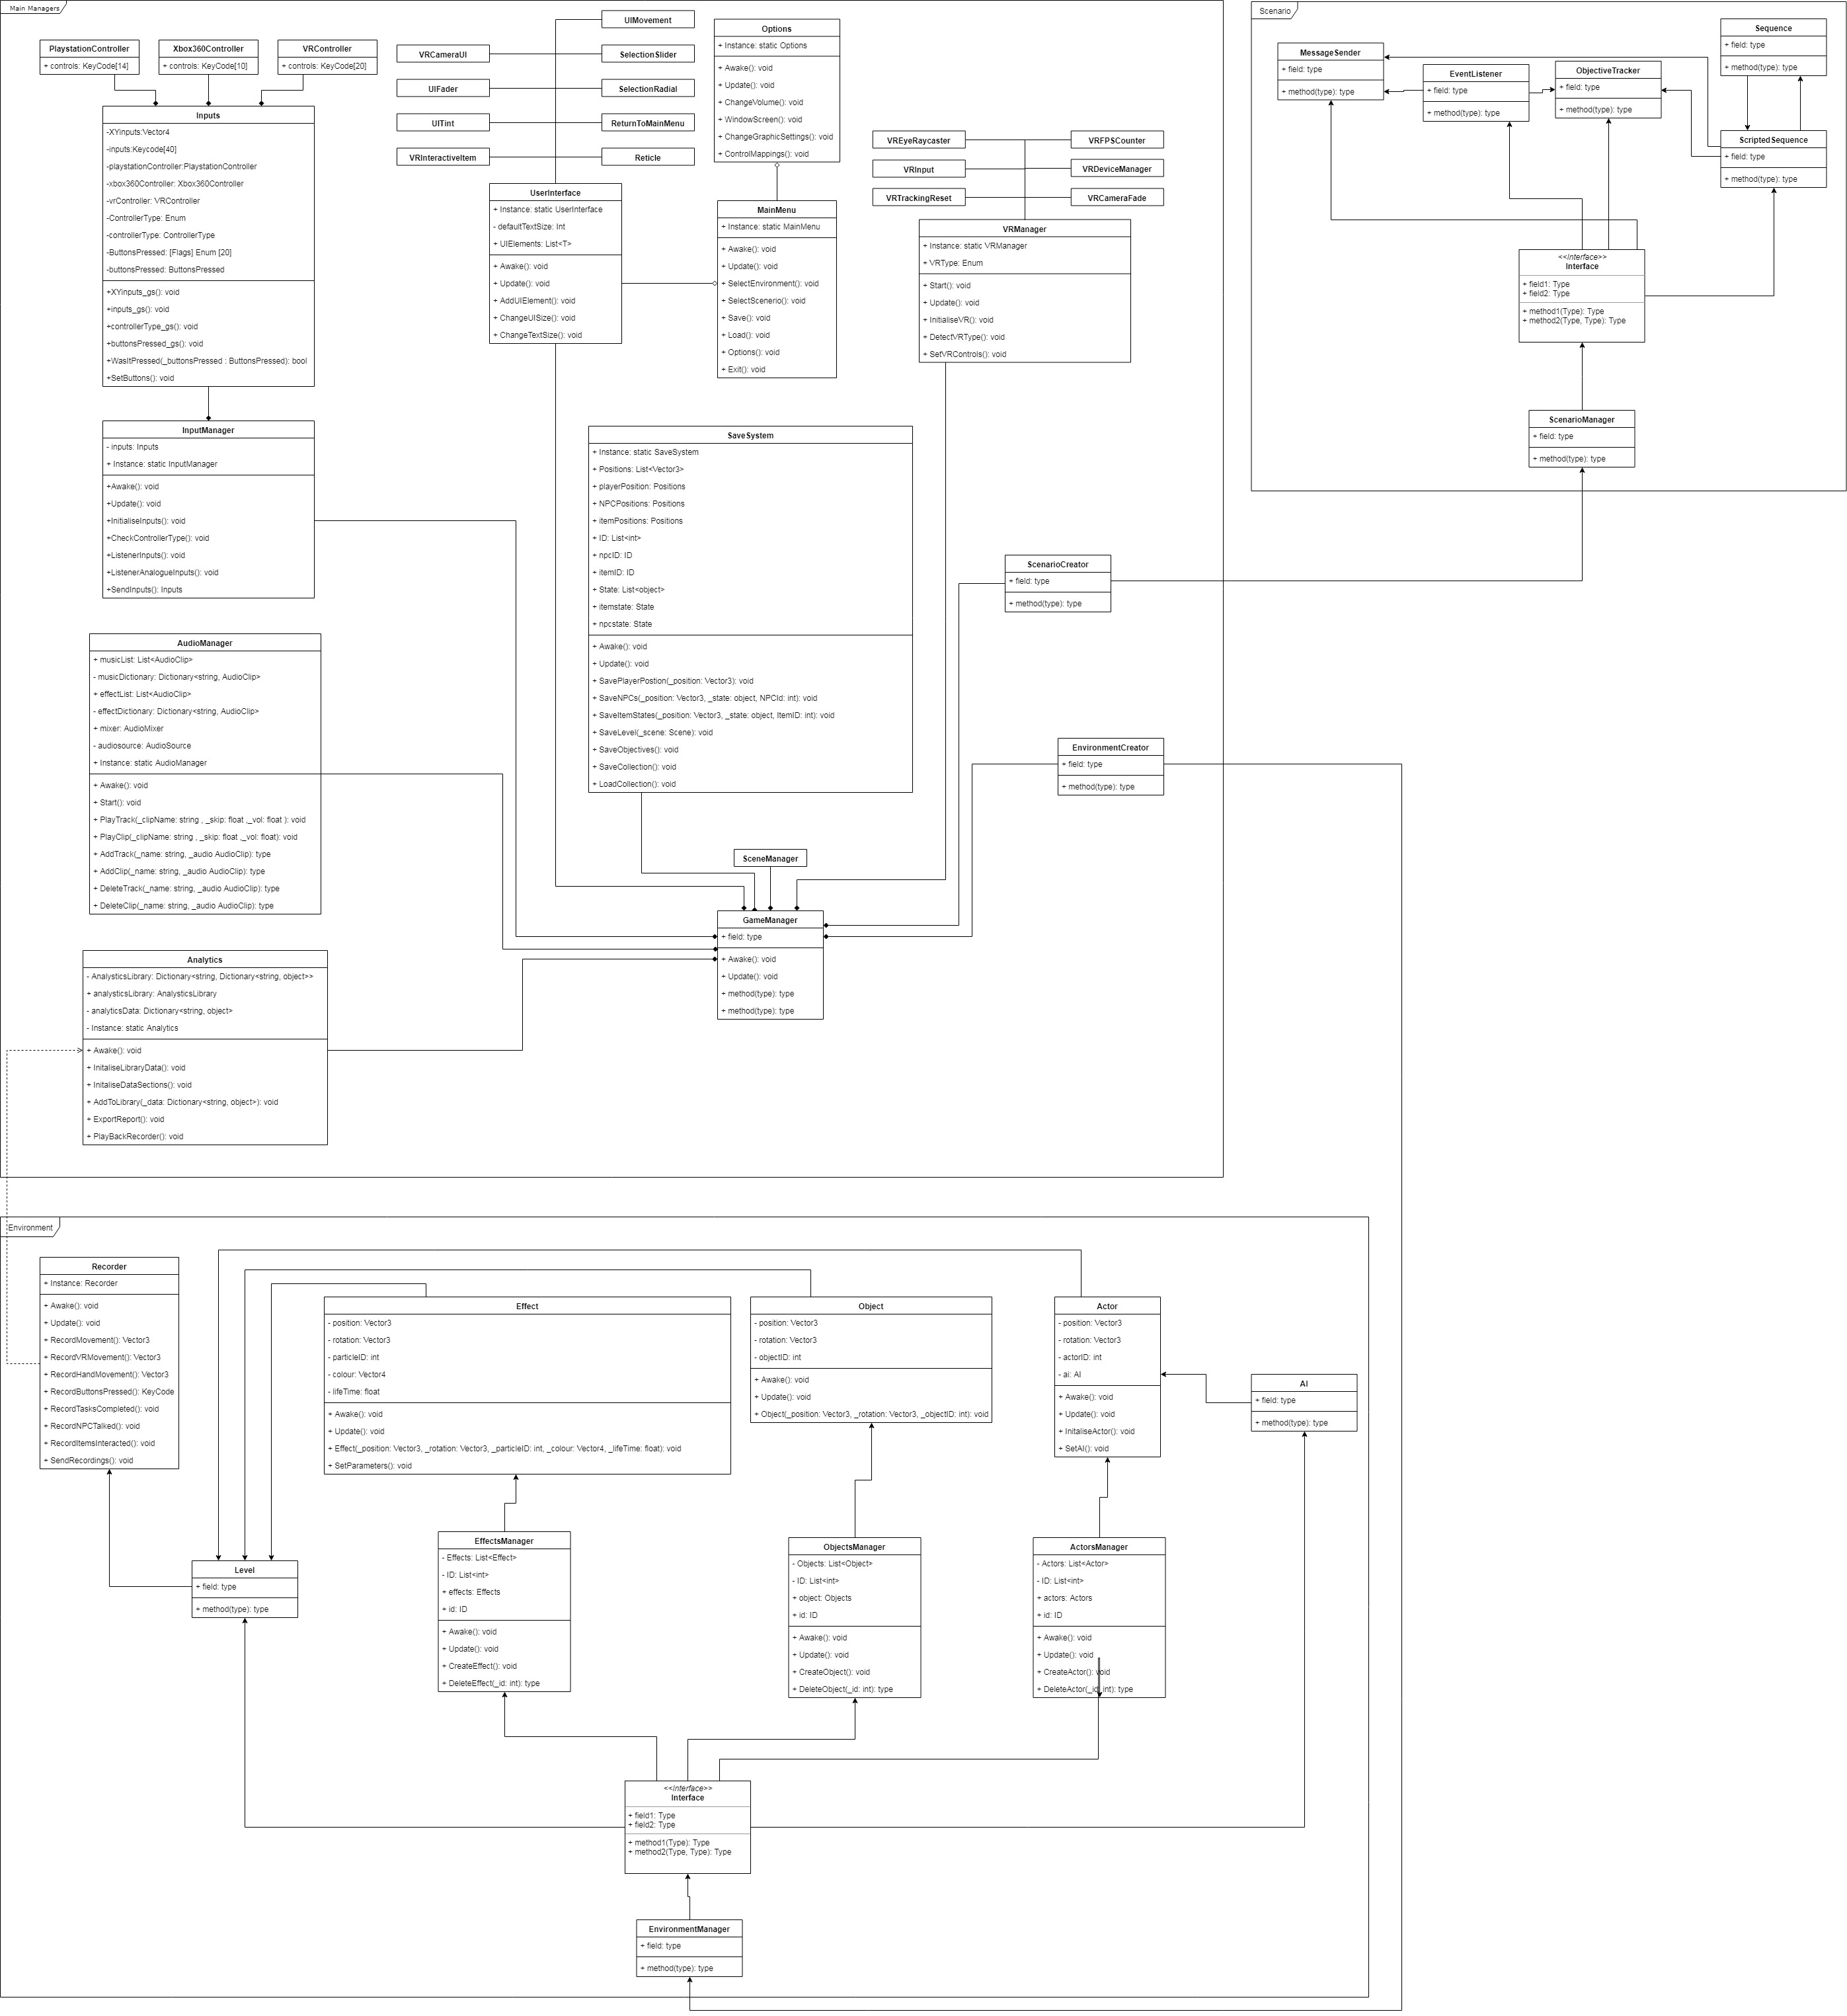 Main Managers
PlaystationController
+ controls: KeyCode[14]
Xbox360Controller
+ controls: KeyCode[10]
VRController
+ controls: KeyCode[20]
Inputs
-XYinputs:Vector4
-inputs:Keycode[40]
-playstationController:PlaystationController
-xbox360Controller: Xbox360Controller
-vrController: VRController
-ControllerType: Enum
-controllerType: ControllerType
-ButtonsPressed: [Flags] Enum [20]
-buttonsPressed: ButtonsPressed
+XYinputs_gs(): void
+inputs_gs(): void
+controllerType_gs(): void
+buttonsPressed_gs(): void
+WasItPressed(_buttonsPressed : ButtonsPressed): bool
+SetButtons(): void
InputManager
- inputs: Inputs
+ Instance: static InputManager
+Awake(): void
+Update(): void
+InitialiseInputs(): void
+CheckControllerType(): void
+ListenerInputs(): void
+ListenerAnalogueInputs(): void
+SendInputs(): Inputs
AudioManager
+ musicList: List<AudioClip>
- musicDictionary: Dictionary<string, AudioClip>
+ effectList: List<AudioClip>
- effectDictionary: Dictionary<string, AudioClip>
+ mixer: AudioMixer
- audiosource: AudioSource
+ Instance: static AudioManager
+ Awake(): void
+ Start(): void
+ PlayTrack(_clipName: string , _skip: float ,_vol: float ): void
+ PlayClip(_clipName: string , _skip: float ,_vol: float): void
+ AddTrack(_name: string, _audio AudioClip): type
+ AddClip(_name: string, _audio AudioClip): type
+ DeleteTrack(_name: string, _audio AudioClip): type
+ DeleteClip(_name: string, _audio AudioClip): type
Analytics
- AnalysticsLibrary: Dictionary<string, Dictionary<string, object>>
+ analysticsLibrary: AnalysticsLibrary
- analyticsData: Dictionary<string, object>
- Instance: static Analytics
+ Awake(): void
+ InitaliseLibraryData(): void
+ InitaliseDataSections(): void
+ AddToLibrary(_data: Dictionary<string, object>): void
+ ExportReport(): void
+ PlayBackRecorder(): void
UIMovement
VRCameraUI
SelectionSlider
UIFader
SelectionRadial
UITint
ReturnToMainMenu
VRInteractiveItem
Reticle
UserInterface
+ Instance: static UserInterface
- defaultTextSize: Int
+ UIElements: List<T>
+ Awake(): void
+ Update(): void
+ AddUIElement(): void
+ ChangeUISize(): void
+ ChangeTextSize(): void
Options
+ Instance: static Options
+ Awake(): void
+ Update(): void
+ ChangeVolume(): void
+ WindowScreen(): void
+ ChangeGraphicSettings(): void
+ ControlMappings(): void
MainMenu
+ Instance: static MainMenu
+ Awake(): void
+ Update(): void
+ SelectEnvironment(): void
+ SelectScenerio(): void
+ Save(): void
+ Load(): void
+ Options(): void
+ Exit(): void
VREyeRaycaster
VRFPSCounter
VRInput
VRDeviceManager
VRTrackingReset
VRCameraFade
VRManager
+ Instance: static VRManager
+ VRType: Enum
+ Start(): void
+ Update(): void
+ InitialiseVR(): void
+ DetectVRType(): void
+ SetVRControls(): void
SaveSystem
+ Instance: static SaveSystem
+ Positions: List<Vector3>
+ playerPosition: Positions
+ NPCPositions: Positions
+ itemPositions: Positions
+ ID: List<int>
+ npcID: ID
+ itemID: ID
+ State: List<object>
+ itemstate: State
+ npcstate: State
+ Awake(): void
+ Update(): void
+ SavePlayerPostion(_position: Vector3): void
+ SaveNPCs(_position: Vector3, _state: object, NPCId: int): void
+ SaveItemStates(_position: Vector3, _state: object, ItemID: int): void
+ SaveLevel(_scene: Scene): void
+ SaveObjectives(): void
+ SaveCollection(): void
+ LoadCollection(): void
ScenarioCreator
+ field: type
+ method(type): type
EnvironmentCreator
+ field: type
+ method(type): type
SceneManager
GameManager
+ field: type
+ Awake(): void
+ Update(): void
+ method(type): type
+ method(type): type
Scenario
MessageSender
+ field: type
+ method(type): type
EventListener
+ field: type
+ method(type): type
ObjectiveTracker
+ field: type
+ method(type): type
Sequence
+ field: type
+ method(type): type
ScriptedSequence
+ field: type
+ method(type): type
<<Interface>>
Interface
+ field1: Type
+ field2: Type
+ method1(Type): Type
+ method2(Type, Type): Type
ScenarioManager
+ field: type
+ method(type): type
Environment
Recorder
+ Instance: Recorder
+ Awake(): void
+ Update(): void
+ RecordMovement(): Vector3
+ RecordVRMovement(): Vector3
+ RecordHandMovement(): Vector3
+ RecordButtonsPressed(): KeyCode
+ RecordTasksCompleted(): void
+ RecordNPCTalked(): void
+ RecordItemsInteracted(): void
+ SendRecordings(): void
Effect
- position: Vector3
- rotation: Vector3
- particleID: int
- colour: Vector4
- lifeTime: float
+ Awake(): void
+ Update(): void
+ Effect(_position: Vector3, _rotation: Vector3, _particleID: int, _colour: Vector4, _lifeTime: float): void
+ SetParameters(): void
Object
- position: Vector3
- rotation: Vector3
- objectID: int
+ Awake(): void
+ Update(): void
+ Object(_position: Vector3, _rotation: Vector3, _objectID: int): void
Actor
- position: Vector3
- rotation: Vector3
- actorID: int
- ai: AI
+ Awake(): void
+ Update(): void
+ InitaliseActor(): void
+ SetAI(): void
AI
+ field: type
+ method(type): type
Level
+ field: type
+ method(type): type
EffectsManager
- Effects: List<Effect>
- ID: List<int>
+ effects: Effects
+ id: ID
+ Awake(): void
+ Update(): void
+ CreateEffect(): void
+ DeleteEffect(_id: int): type
ObjectsManager
- Objects: List<Object>
- ID: List<int>
+ object: Objects
+ id: ID
+ Awake(): void
+ Update(): void
+ CreateObject(): void
+ DeleteObject(_id: int): type
ActorsManager
- Actors: List<Actor>
- ID: List<int>
+ actors: Actors
+ id: ID
+ Awake(): void
+ Update(): void
+ CreateActor(): void
+ DeleteActor(_id: int): type
<<Interface>>
Interface
+ field1: Type
+ field2: Type
+ method1(Type): Type
+ method2(Type, Type): Type
EnvironmentManager
+ field: type
+ method(type): type